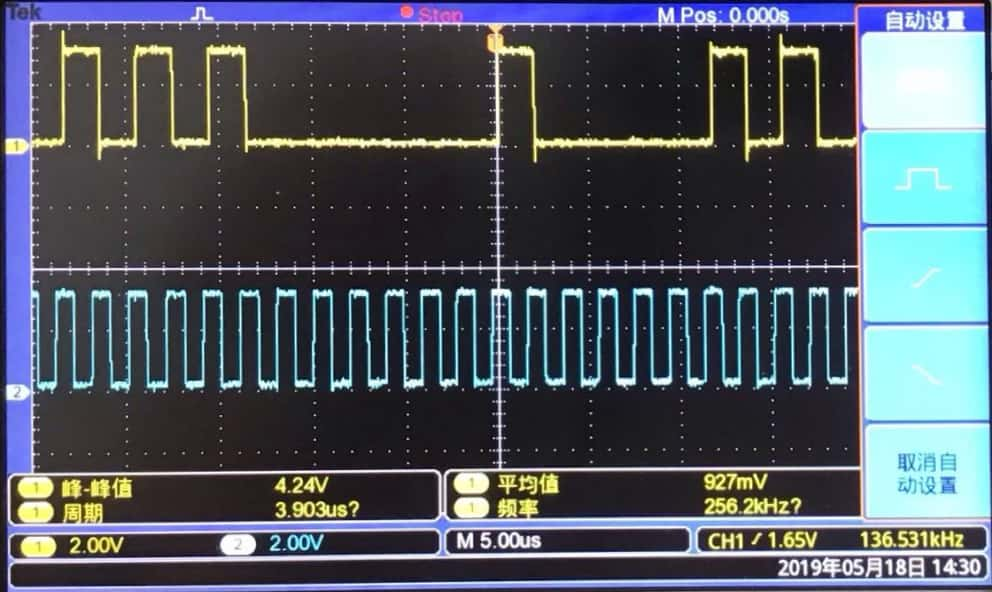 Tek Stop M Pos: 0.000s 自动设置
1
2
1 峰-峰值 4.24V 1 平均值 927mV
1 周期 3.903us? 1 频率 256.2kHz?
取消自
动设置
1 2.00V 2 2.00V M 5.00us CH1 1.65V 136.531kHz
2019年05月18日 14:30